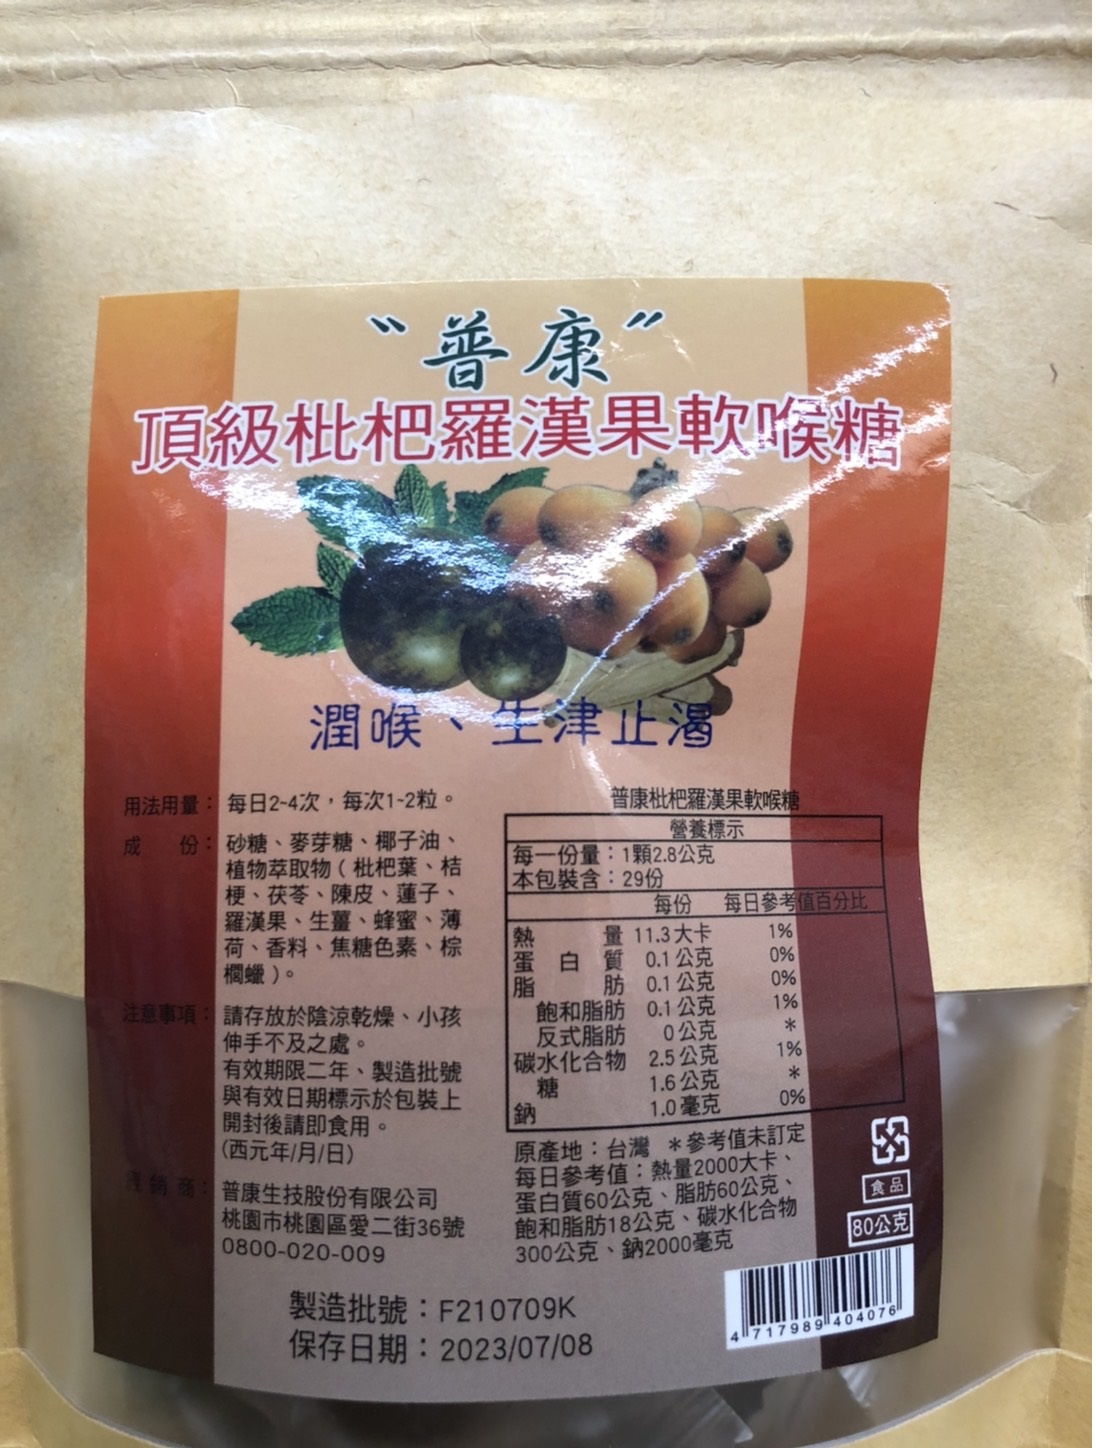 〝普康〞
頂級枇杷羅漢果軟喉糖
潤喉、生津止渴
用法用量：每日2~4次，每次1~2粒。
成　份：砂糖、麥芽糖、椰子油、
植物萃取物（枇杷葉、桔
梗、茯苓、陳皮、蓮子、
羅漢果、生薑、蜂蜜、薄
荷、香料、焦糖色素、棕
櫚蠟）。
注意事項：請存放於陰涼乾燥、小孩
伸手不及之處。
有效期限二年、製造批號
與有效日期標示於包裝上
開封後請即食用。
(西元年/月/日)
銷商：普康生技股份有限公司
桃園市桃園區愛二街36號
0800-020-009
普康枇杷羅漢果軟喉糖
營養標示
每一份量：1顆2.8公克
本包裝含：29份
每份　每日參考值百分比
熱　量 11.3大卡 1%
蛋白質 0.1公克 0%
脂　肪 0.1公克 0%
飽和脂肪 0.1公克 1%
反式脂肪 0公克 *
碳水化合物 2.5公克 1%
糖 1.6公克 *
鈉 1.0毫克 0%
原產地：台灣 *參考值未訂定
每日參考值：熱量2000大卡、
蛋白質60公克、脂肪60公克、
飽和脂肪18公克、碳水化合物
300公克、鈉2000毫克
食品
80公克
4 717989 404076
製造批號：F210709K
保存日期：2023/07/08